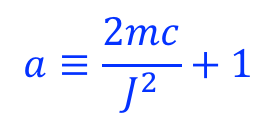 a ≡ 2mc/J² + 1